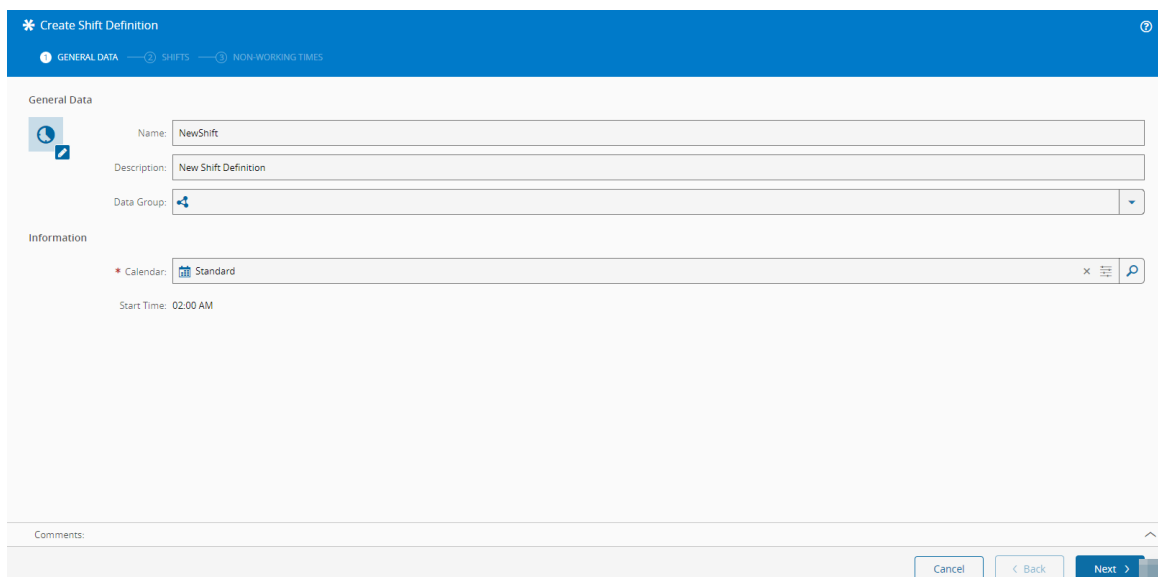 Create Shift Definition
1 GENERAL DATA 2 SHIFTS 3 NON-WORKING TIMES
General Data
Name: NewShift
Description: New Shift Definition
Data Group:
Information
* Calendar: Standard
Start Time: 02:00 AM
Comments:
Cancel < Back Next >